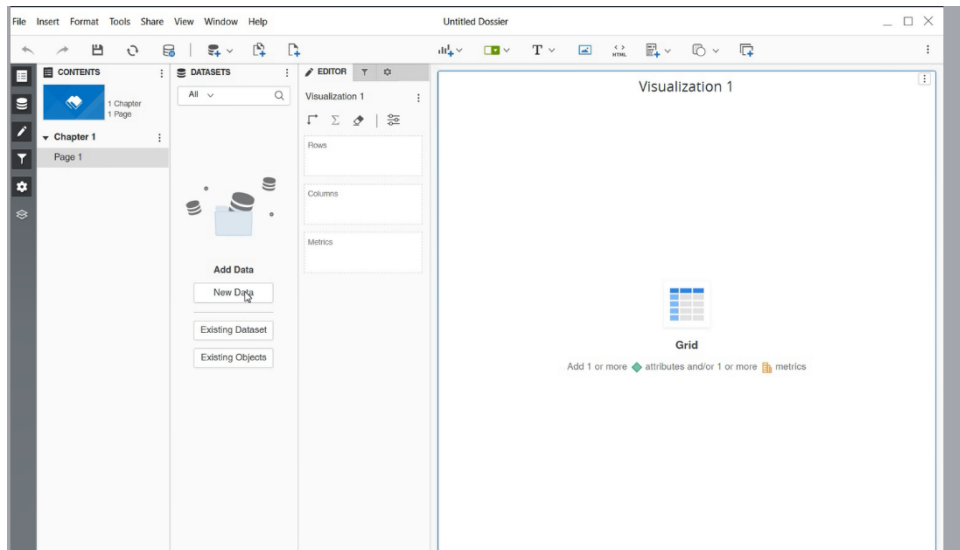 File Insert Format Tools Share View Window Help
Untitled Dossier
HTML
CONTENTS
1 Chapter
1 Page
Chapter 1
Page 1
DATASETS
All
Add Data
New Data
Existing Dataset
Existing Objects
EDITOR
Visualization 1
Rows
Columns
Metrics
Visualization 1
Grid
Add 1 or more attributes and/or 1 or more metrics